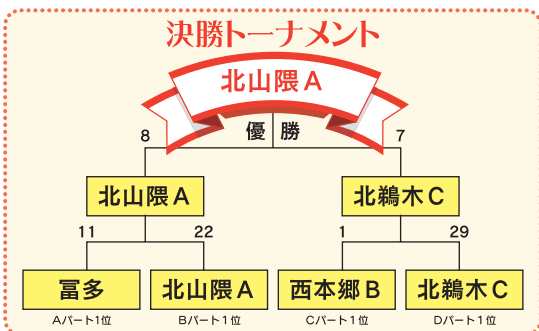 決勝トーナメント
北山隈A
8 優勝 7
北山隈A 北鵜木C
11 22 1 29
冨多 北山隈A 西本郷B 北鵜木C
Aパート1位 Bパート1位 Cパート1位 Dパート1位